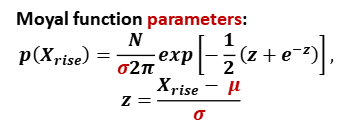 Moyal function parameters:
p(X_rise) = N/σ2π exp[−1/2(z + e^−z)],
z = X_rise − μ/σ